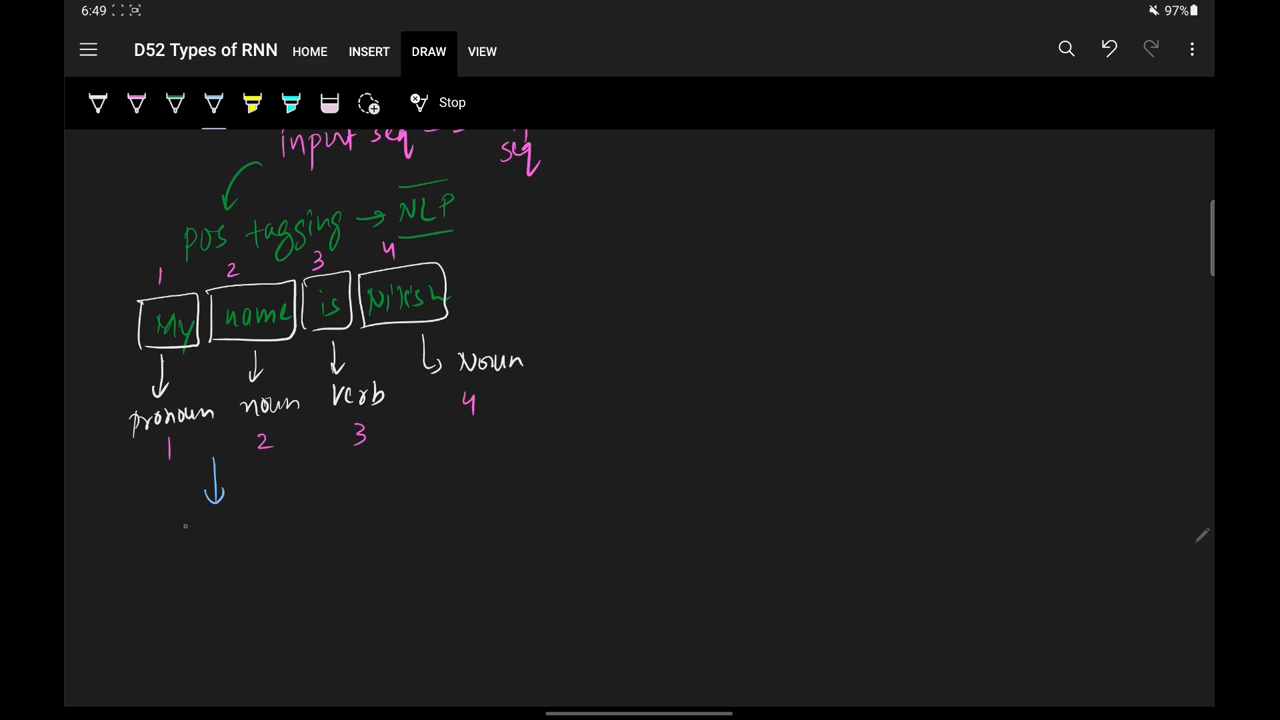 6:49 97%
D52 Types of RNN HOME INSERT DRAW VIEW
Stop
input seq
seq
POS tagging → NLP
1 2 3 4
My name is Nitish
pronoun noun Verb Noun
1 2 3 4